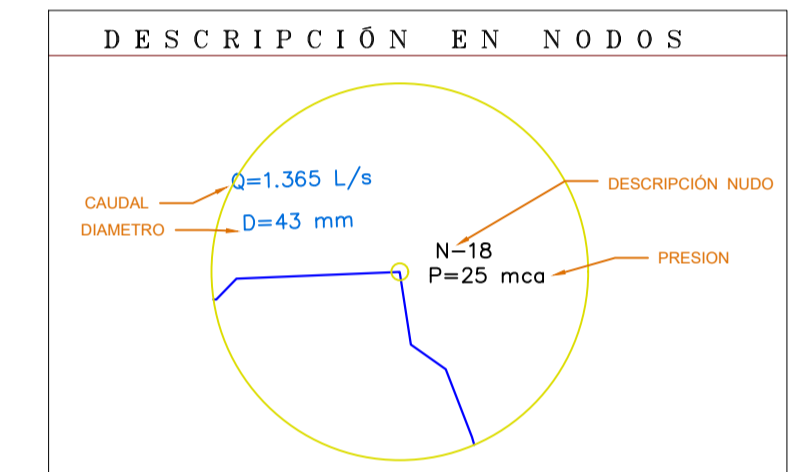 DESCRIPCIÓN EN NODOS
Q=1.365 L/s
CAUDAL
D=43 mm
DIAMETRO
DESCRIPCIÓN NUDO
N-18
P=25 mca
PRESION